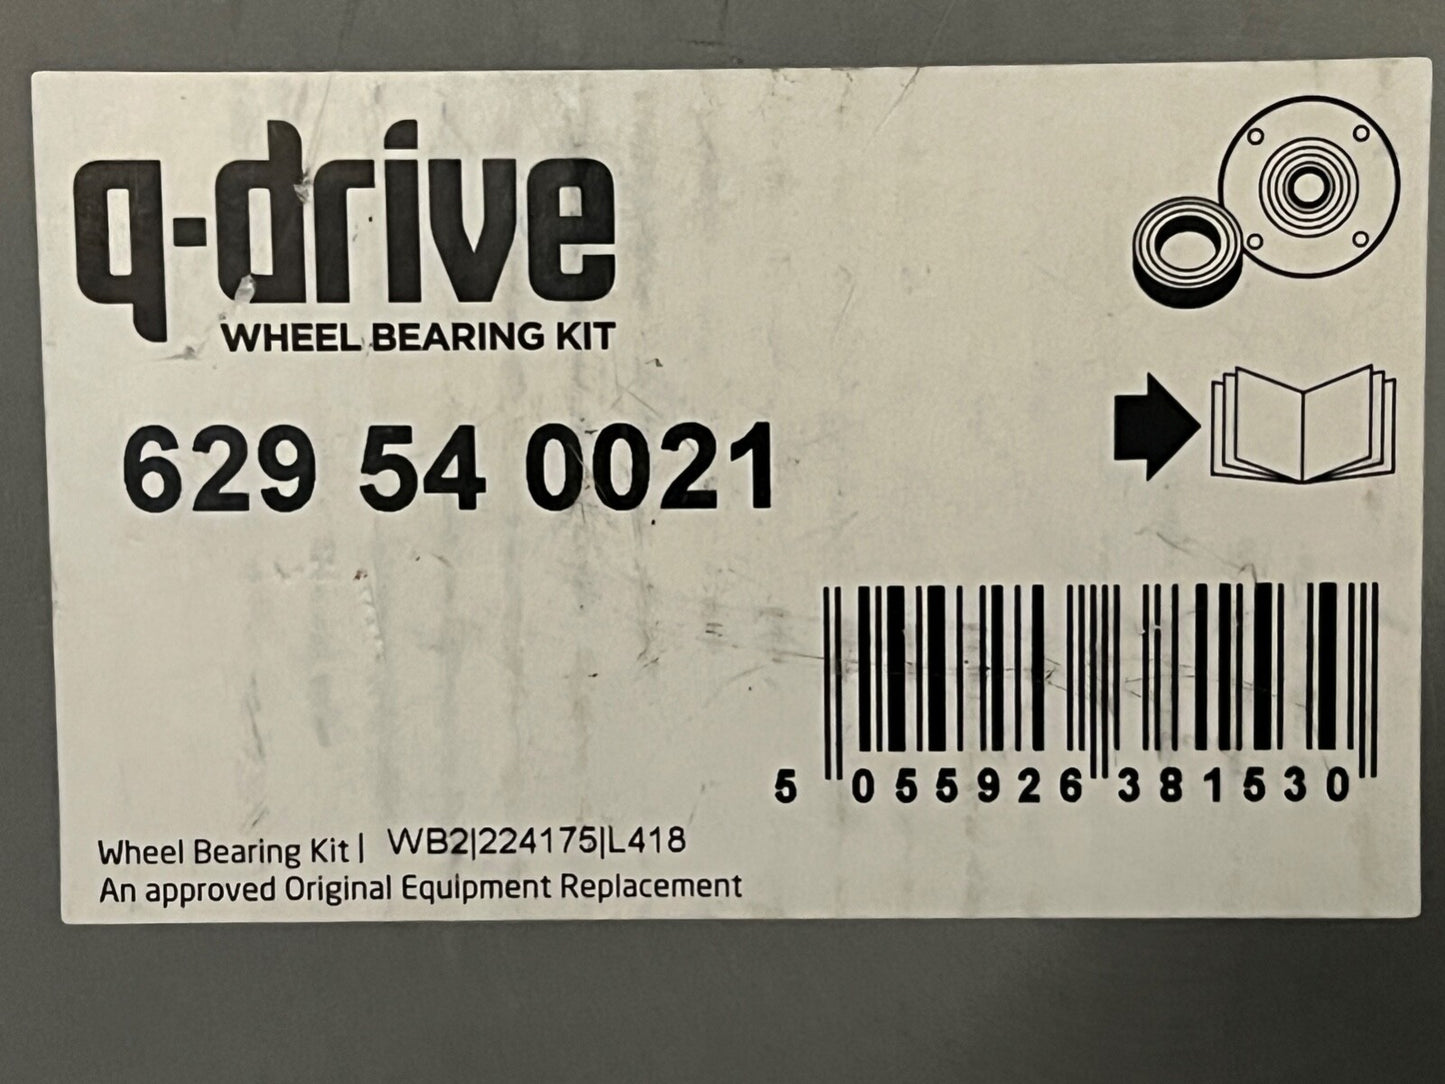 q-drive
WHEEL BEARING KIT
629 54 0021
5 055926 381530
Wheel Bearing Kit | WB2|224175|L418
An approved Original Equipment Replacement